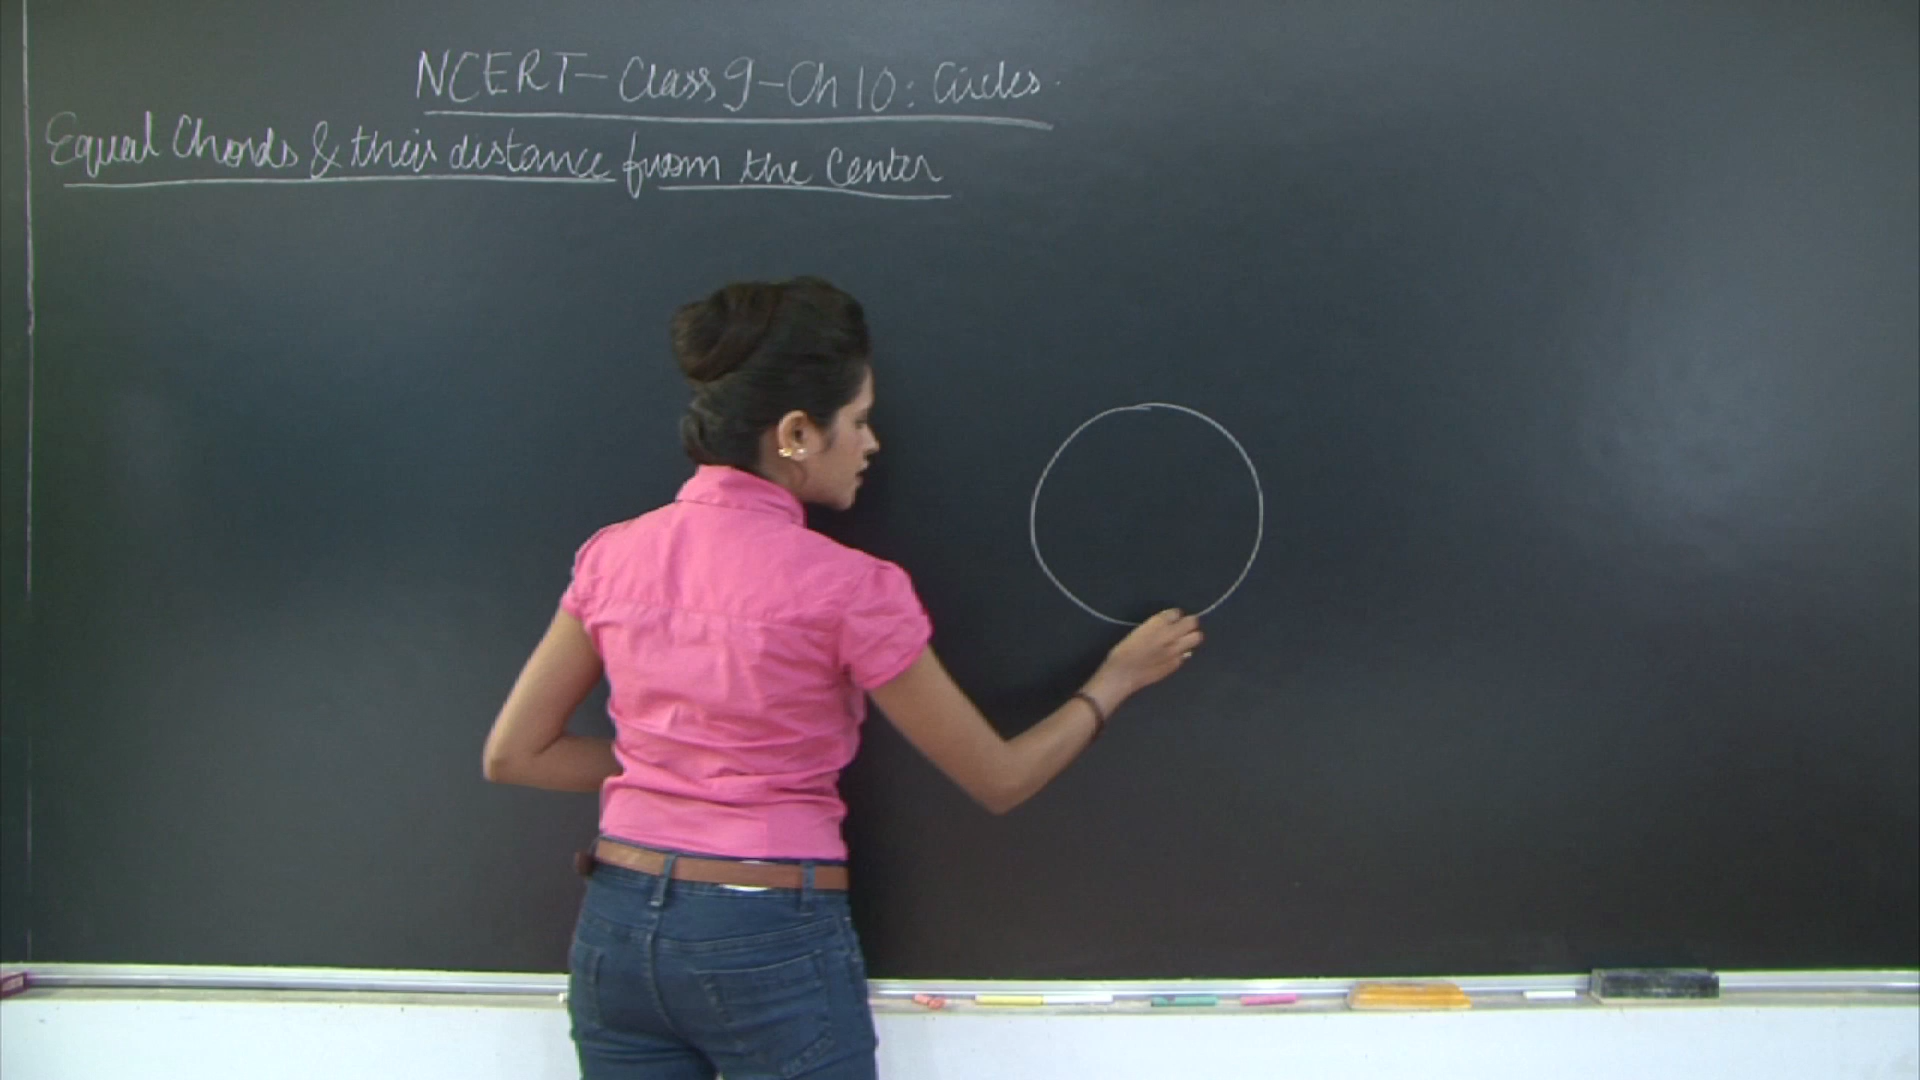 NCERT - Class 9 - Ch 10 : Circles.
Equal Chords & their distance from the Center